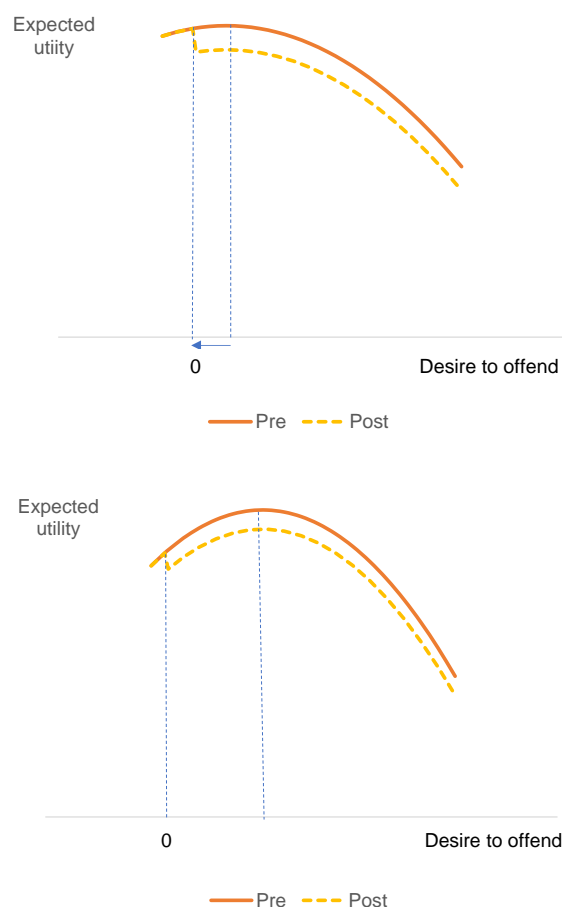 Expected
utiity
0
Desire to offend
Pre
Post
Expected
utility
0
Desire to offend
Pre
Post